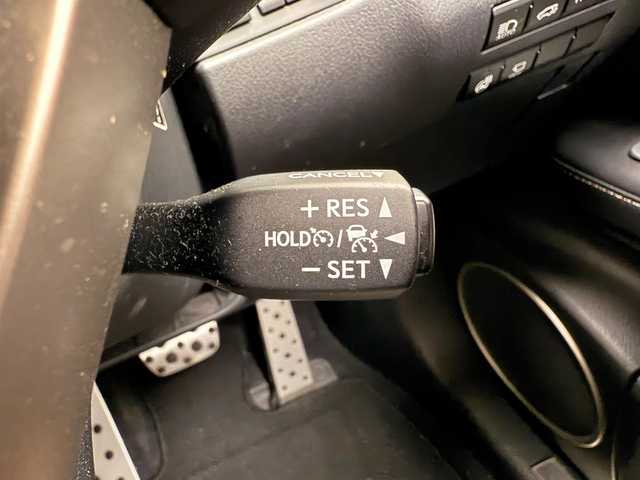 CANCEL▼
+ RES ▲
HOLD / ◀
− SET ▼